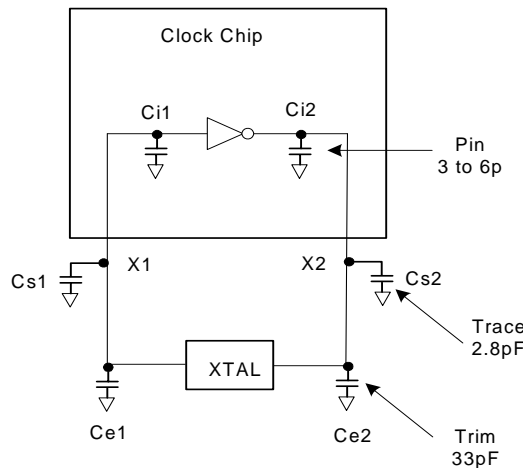 Clock Chip
Ci1
Ci2
Pin
3 to 6p
X1
X2
Cs1
Cs2
Trace
2.8pF
XTAL
Ce1
Ce2
Trim
33pF